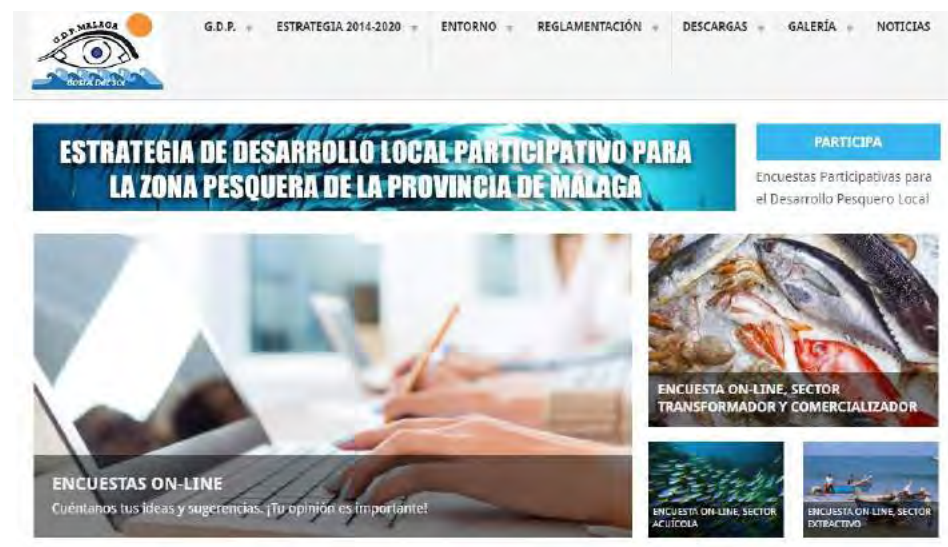 G.D.P. MALAGA
COSTA DEL SOL
G.D.P. ESTRATEGIA 2014-2020 ENTORNO REGLAMENTACIÓN DESCARGAS GALERÍA NOTICIAS
ESTRATEGIA DE DESARROLLO LOCAL PARTICIPATIVO PARA
LA ZONA PESQUERA DE LA PROVINCIA DE MÁLAGA
PARTICIPA
Encuestas Participativas para
el Desarrollo Pesquero Local
ENCUESTAS ON-LINE
Cuéntanos tus ideas y sugerencias. ¡Tu opinión es importante!
ENCUESTA ON-LINE, SECTOR
TRANSFORMADOR Y COMERCIALIZADOR
ENCUESTA ON-LINE, SECTOR
ACUÍCOLA
ENCUESTA ON-LINE, SECTOR
EXTRACTIVO